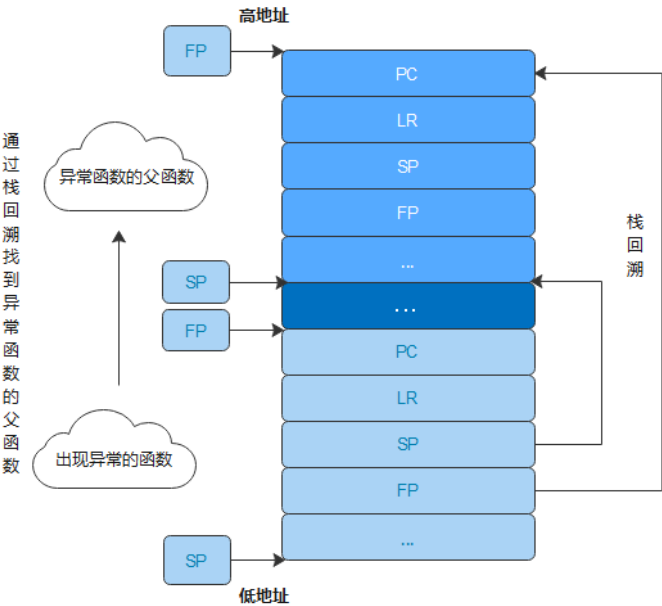 高地址
FP
PC
LR
SP
FP
...
SP
...
FP
PC
LR
SP
FP
...
SP
低地址
异常函数的父函数
出现异常的函数
通过栈回溯找到异常函数的父函数
栈回溯